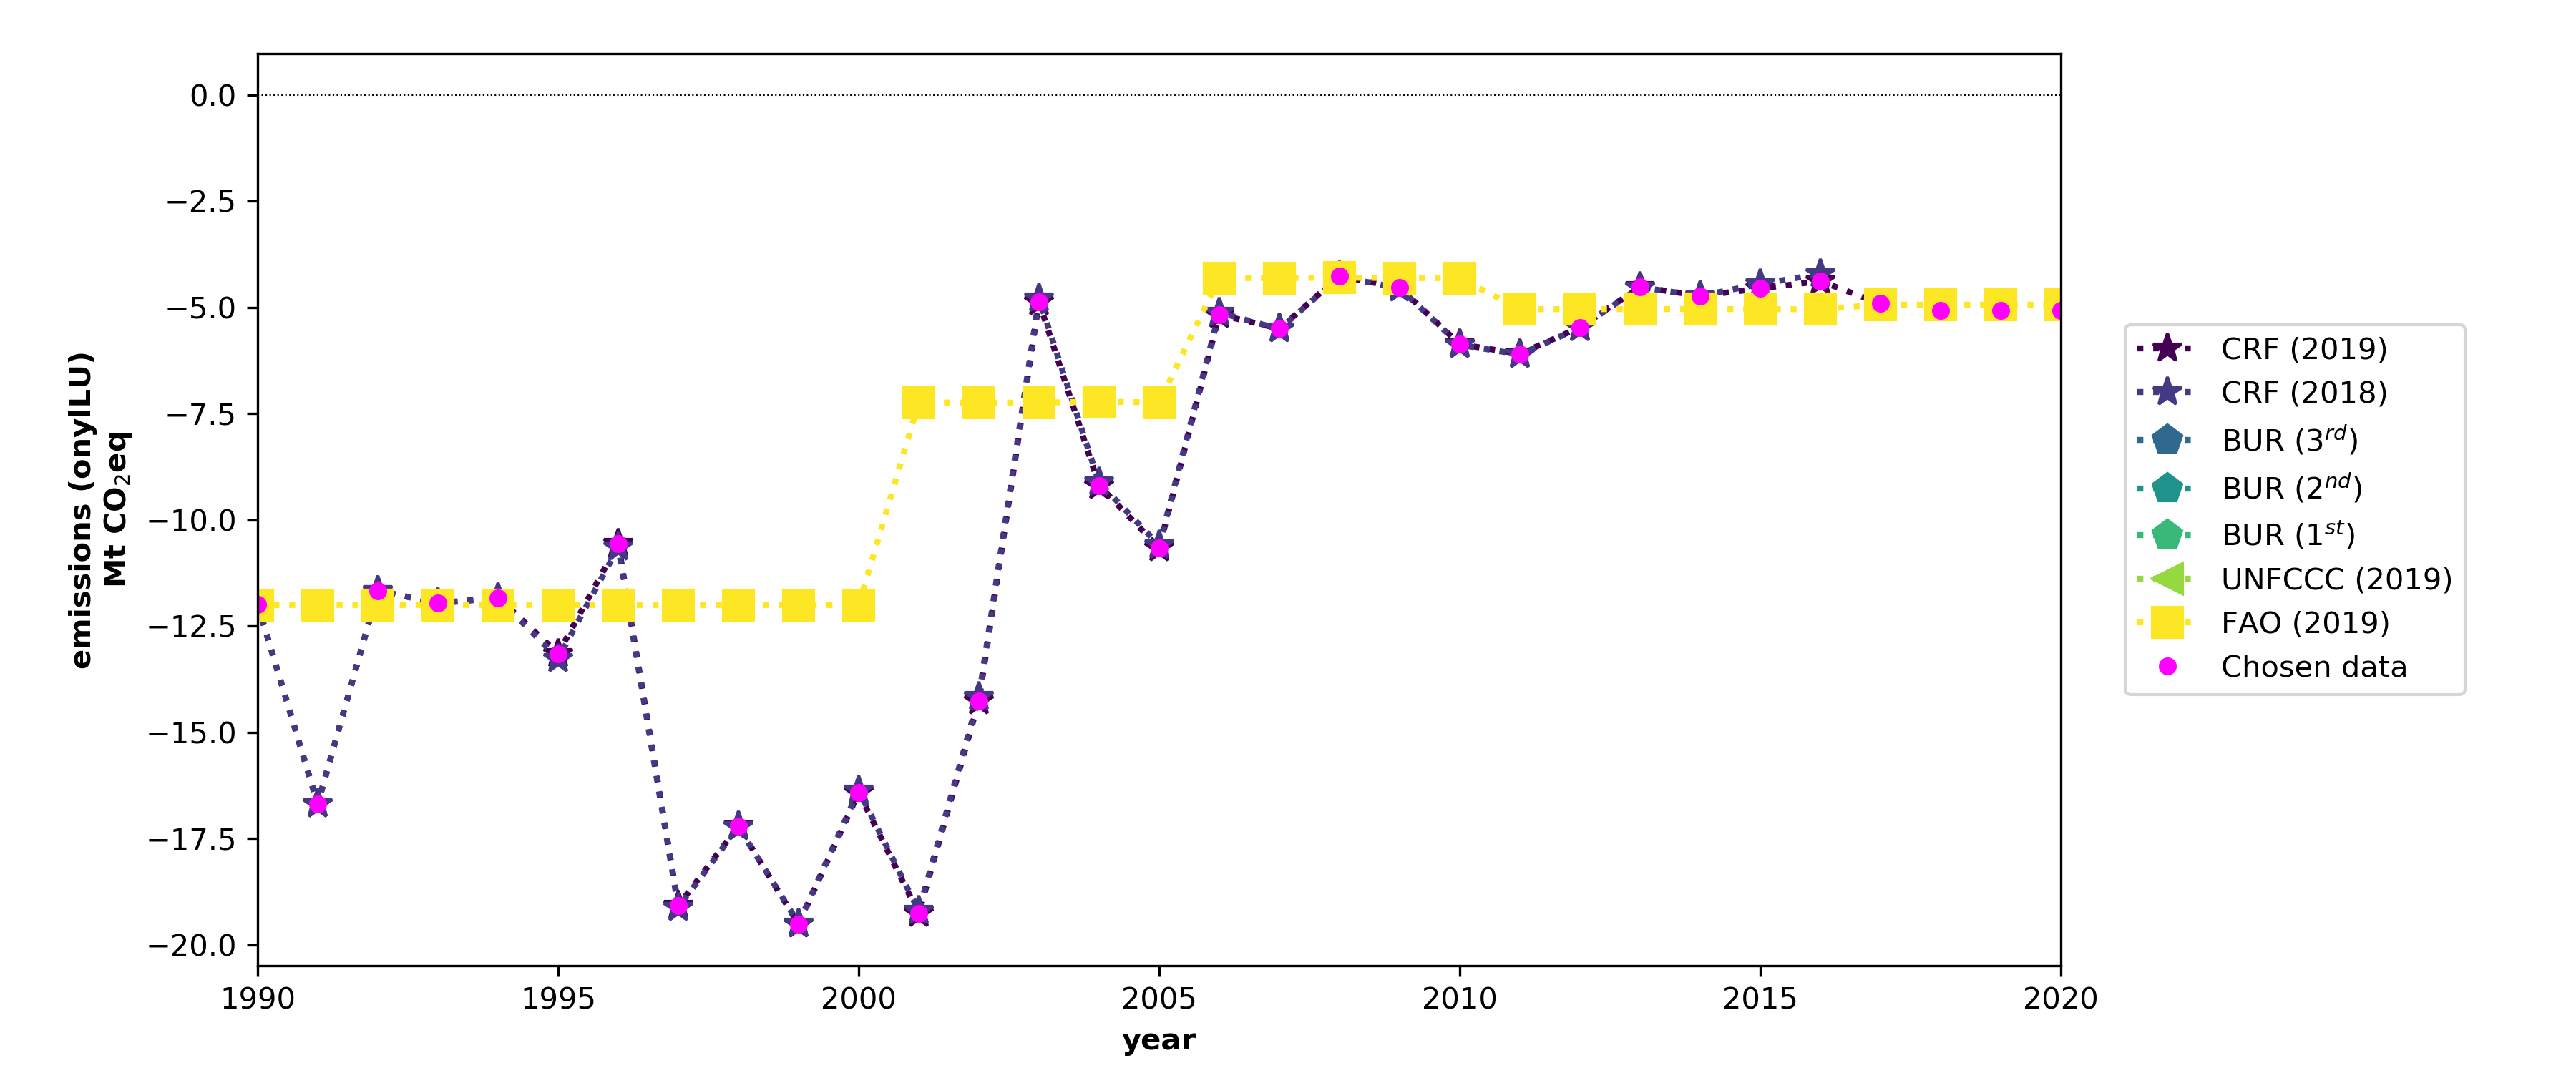 emissions (onylLU)
Mt CO₂eq
0.0
−2.5
−5.0
−7.5
−10.0
−12.5
−15.0
−17.5
−20.0
1990
1995
2000
2005
2010
2015
2020
year
CRF (2019)
CRF (2018)
BUR (3rd)
BUR (2nd)
BUR (1st)
UNFCCC (2019)
FAO (2019)
Chosen data